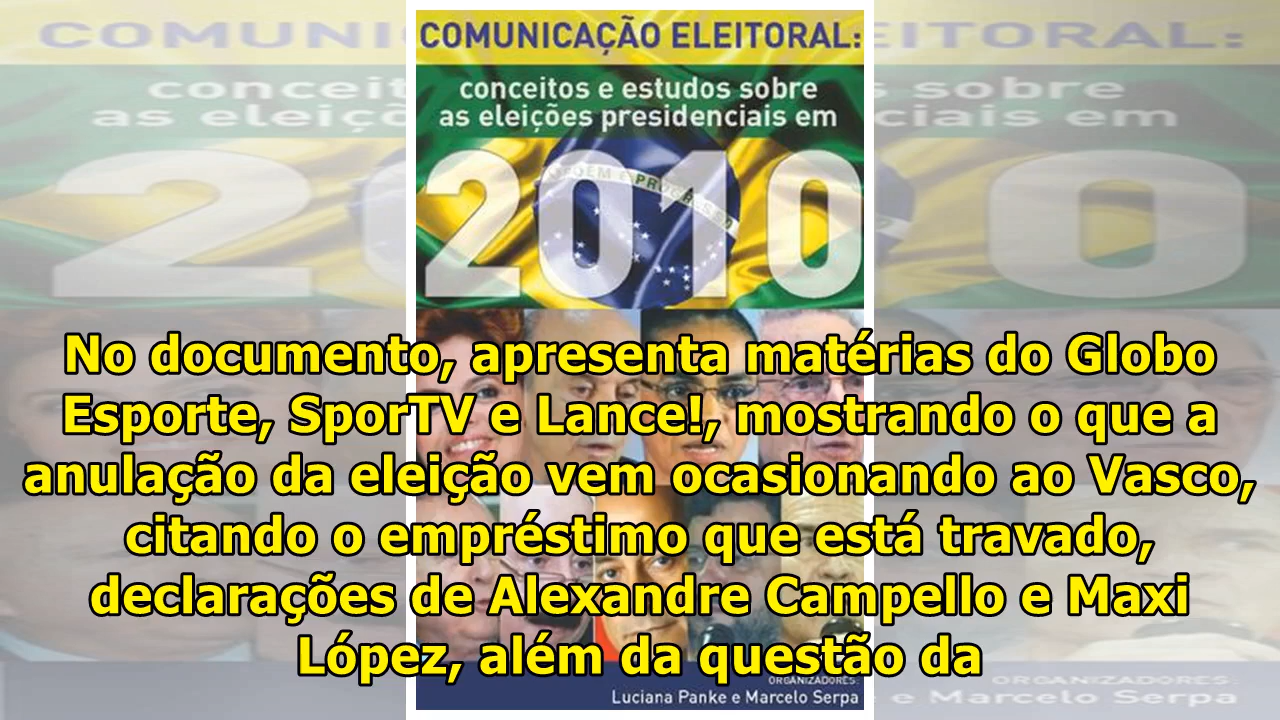 COMUNICAÇÃO ELEITORAL:
conceitos e estudos sobre
as eleições presidenciais em
2010
No documento, apresenta matérias do Globo
Esporte, SporTV e Lance!, mostrando o que a
anulação da eleição vem ocasionando ao Vasco,
citando o empréstimo que está travado,
declarações de Alexandre Campello e Maxi
López, além da questão da
ORGANIZADORES:
Luciana Panke e Marcelo Serpa